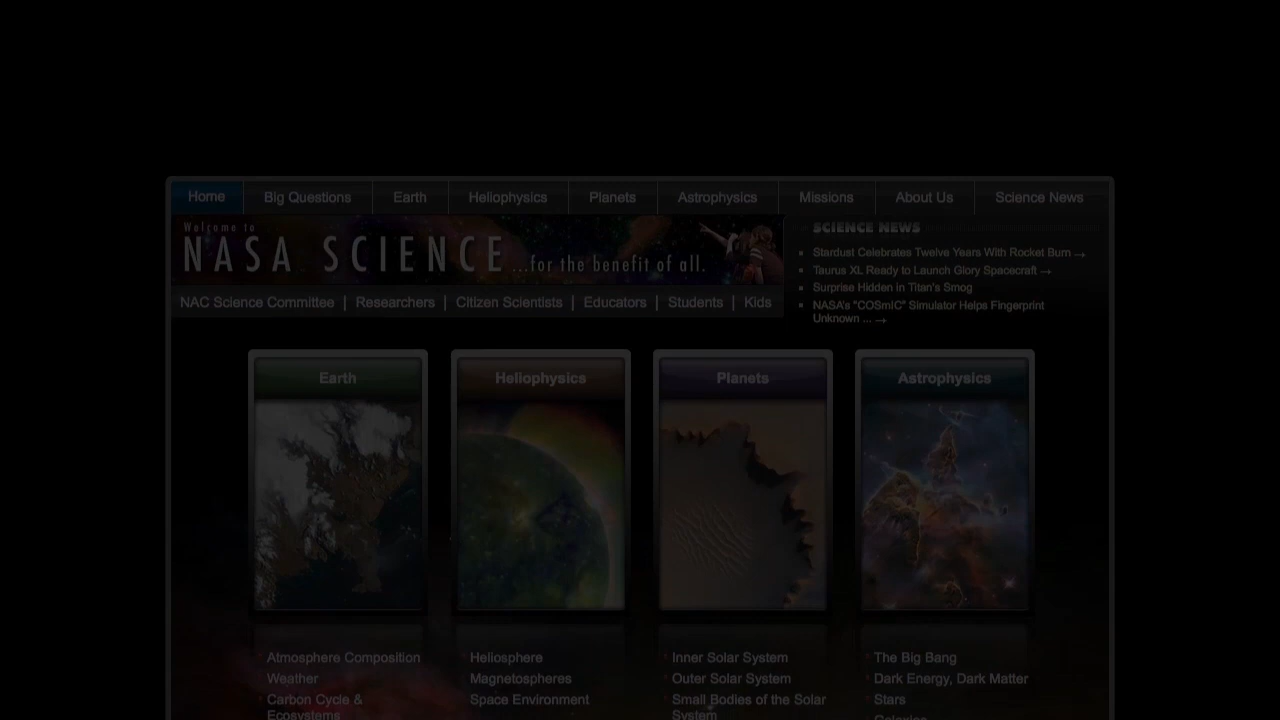 Home Big Questions Earth Heliophysics Planets Astrophysics Missions About Us Science News
Welcome to
NASA SCIENCE ...for the benefit of all.
NAC Science Committee | Researchers | Citizen Scientists | Educators | Students | Kids
SCIENCE NEWS
Stardust Celebrates Twelve Years With Rocket Burn →
Taurus XL Ready to Launch Glory Spacecraft →
Surprise Hidden in Titan's Smog
NASA's "COSmIC" Simulator Helps Fingerprint
Unknown ... →
Earth
Atmosphere Composition
Weather
Carbon Cycle &
Ecosystems
Heliophysics
Heliosphere
Magnetospheres
Space Environment
Planets
Inner Solar System
Outer Solar System
Small Bodies of the Solar
System
Astrophysics
The Big Bang
Dark Energy, Dark Matter
Stars
Galaxies